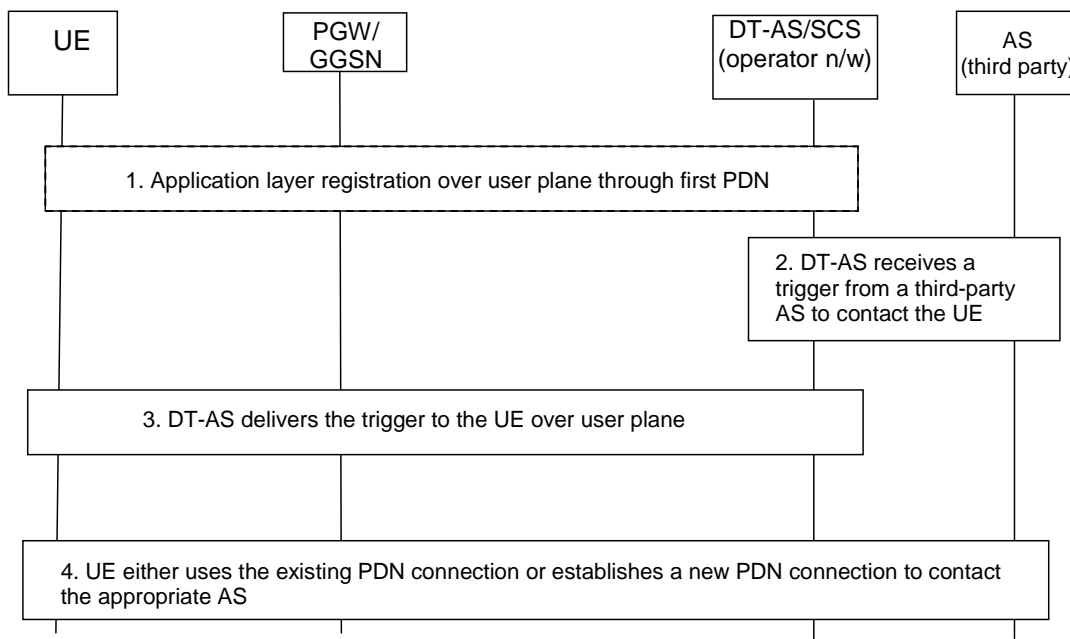 UE
PGW/
GGSN
DT-AS/SCS
(operator n/w)
AS
(third party)
1. Application layer registration over user plane through first PDN
2. DT-AS receives a
trigger from a third-party
AS to contact the UE
3. DT-AS delivers the trigger to the UE over user plane
4. UE either uses the existing PDN connection or establishes a new PDN connection to contact
the appropriate AS